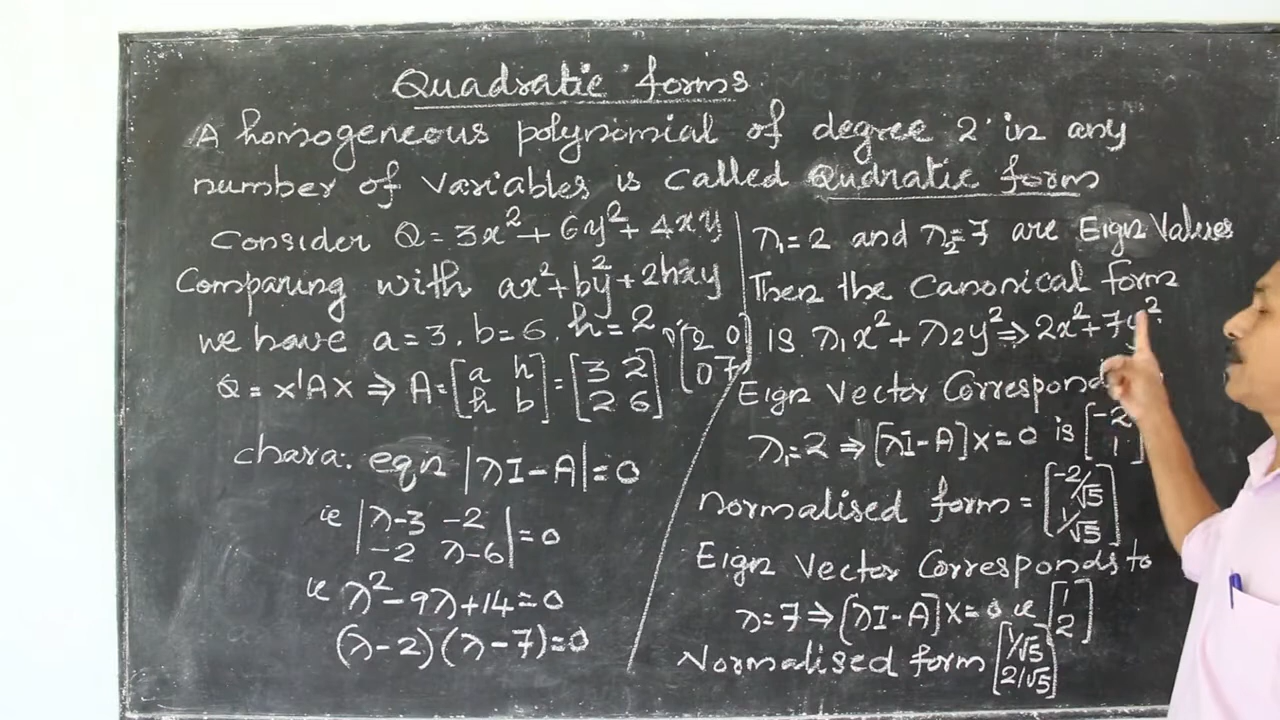 Quadratic forms
A homogeneous polynomial of degree '2' in any
number of variables is called Qudratic form
Consider Q = 3x² + 6y² + 4xy
Comparing with ax² + by² + 2hxy
we have a = 3, b = 6, h = 2
Q = x'Ax ⇒ A = [a h; h b] = [3 2; 2 6]
[2 0; 0 7]
chara: eqn |λI - A| = 0
ie |λ-3 -2; -2 λ-6| = 0
ie λ² - 9λ + 14 = 0
(λ-2)(λ-7) = 0
λ₁ = 2 and λ₂ = 7 are Eign Values
Then the Canonical form
is λ₁x² + λ₂y² ⇒ 2x² + 7y²
Eign Vector
λ₁ = 2 ⇒ [λI - A]X = 0 is [-2; 1]
Normalised form = [-2/√5; 1/√5]
Eign Vector Corresponds to
λ = 7 ⇒ [λI - A]X = 0 is [1; 2]
Normalised form [1/√5; 2/√5]